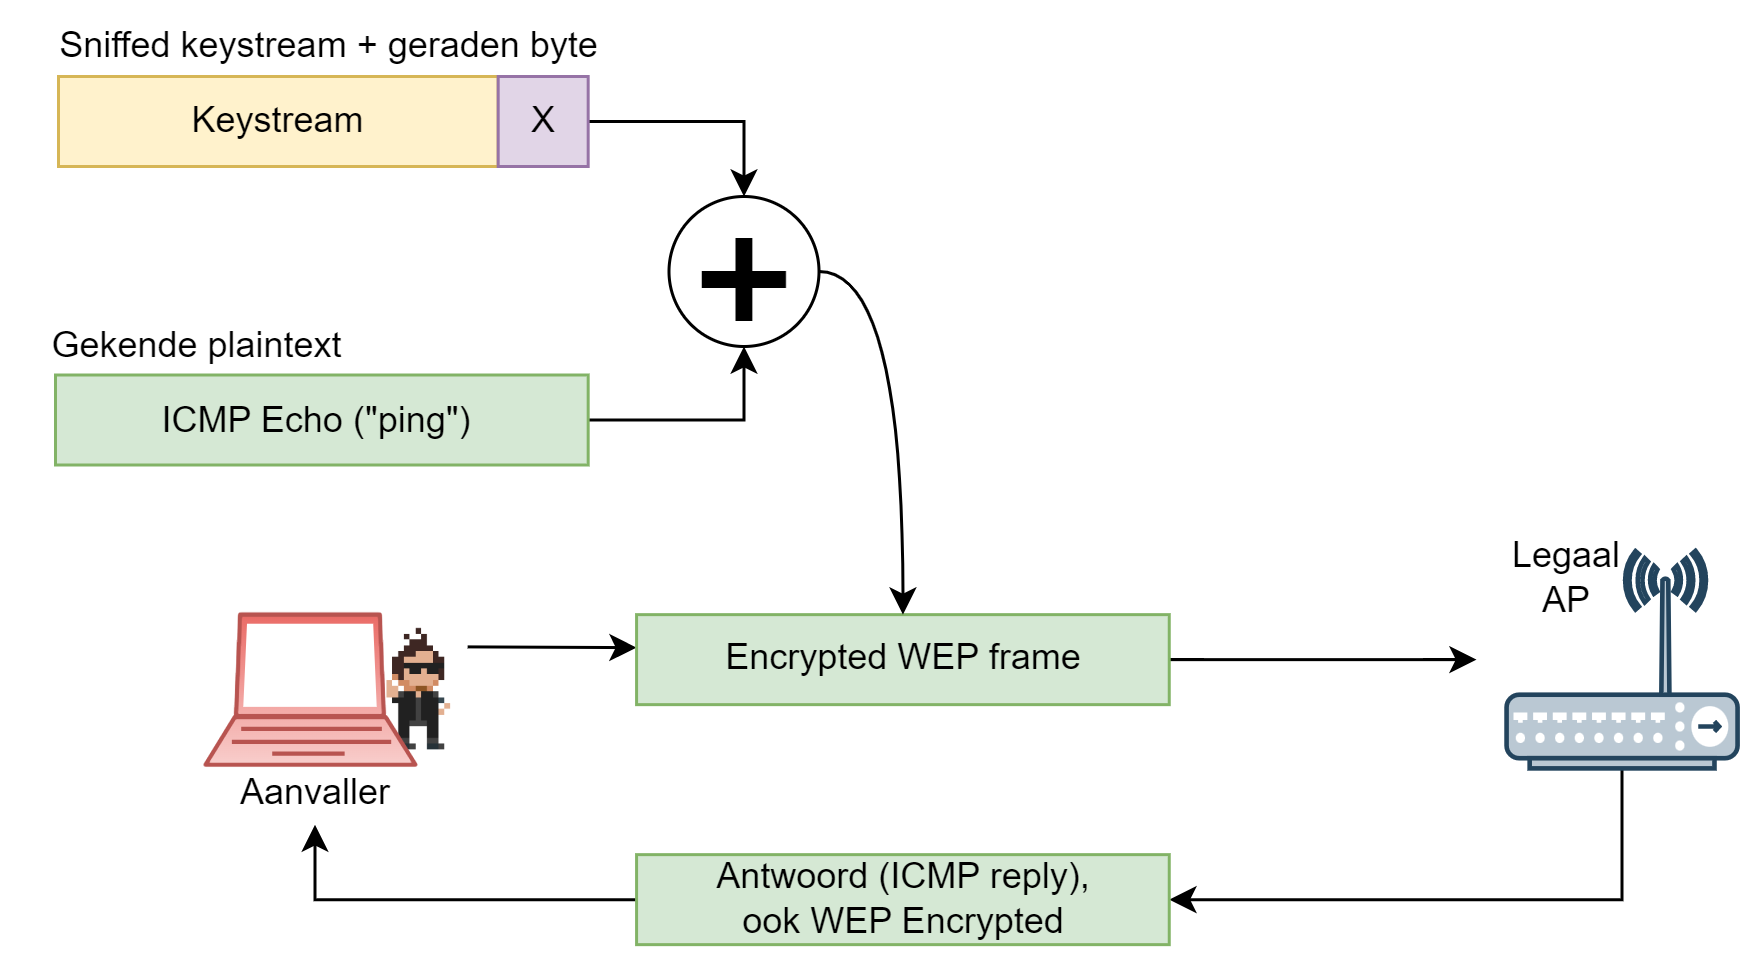 Sniffed keystream + geraden byte
Keystream
X
Gekende plaintext
ICMP Echo ("ping")
Legaal
AP
Encrypted WEP frame
Aanvaller
Antwoord (ICMP reply),
ook WEP Encrypted